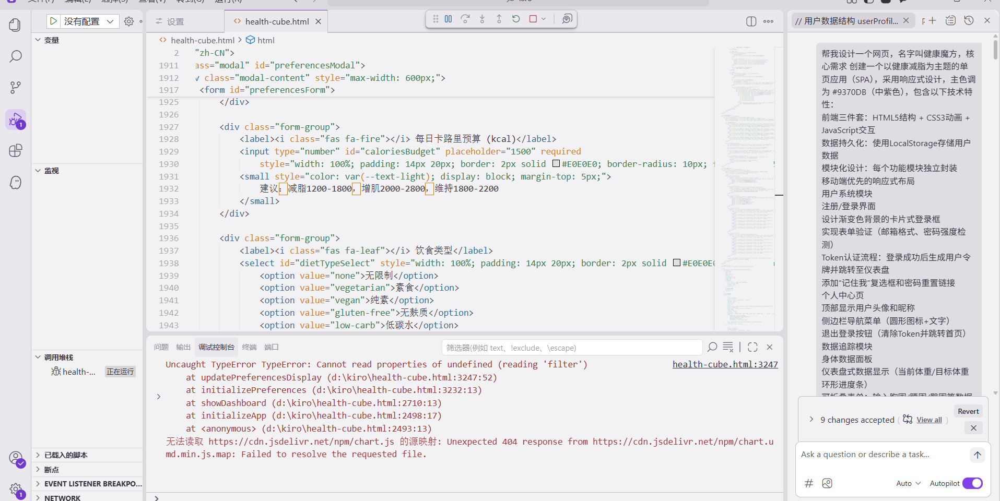 文件(F) 编辑(E) 选择(S) 查看(V) 转到(G) 运行(R)
kiro
没有配置
变量
监视
调用堆栈
health-...
正在运行
已载入的脚本
断点
EVENT LISTENER BREAKPO...
NETWORK
1
1
设置
health-cube.html
health-cube.html > html
2 "zh-CN">
1911 ass="modal" id="preferencesModal">
1912 v class="modal-content" style="max-width: 600px;">
1917 <form id="preferencesForm">
1925 </div>
1926
1927 <div class="form-group">
1928 <label><i class="fas fa-fire"></i> 每日卡路里预算 (kcal)</label>
1929 <input type="number" id="caloriesBudget" placeholder="1500" required
1930 style="width: 100%; padding: 14px 20px; border: 2px solid #E0E0E0; border-radius: 10px; f
1931 <small style="color: var(--text-light); display: block; margin-top: 5px;">
1932 建议：减脂1200-1800，增肌2000-2800，维持1800-2200
1933 </small>
1934 </div>
1935
1936 <div class="form-group">
1937 <label><i class="fas fa-leaf"></i> 饮食类型</label>
1938 <select id="dietTypeSelect" style="width: 100%; padding: 14px 20px; border: 2px solid #E0E0E0
1939 <option value="none">无限制</option>
1940 <option value="vegetarian">素食</option>
1941 <option value="vegan">纯素</option>
1942 <option value="gluten-free">无麸质</option>
1943 <option value="low-carb">低碳水</option>
问题 输出 调试控制台 终端 端口
筛选器(例如 text、!exclude、\escape)
Uncaught TypeError TypeError: Cannot read properties of undefined (reading 'filter') health-cube.html:3247
at updatePreferencesDisplay (d:\kiro\health-cube.html:3247:52)
at initializePreferences (d:\kiro\health-cube.html:3232:13)
at showDashboard (d:\kiro\health-cube.html:2710:13)
at initializeApp (d:\kiro\health-cube.html:2498:17)
at <anonymous> (d:\kiro\health-cube.html:2493:13)
无法读取 https://cdn.jsdelivr.net/npm/chart.js 的源映射: Unexpected 404 response from https://cdn.jsdelivr.net/npm/chart.u
md.min.js.map: Failed to resolve the requested file.
// 用户数据结构 userProfil...
帮我设计一个网页，名字叫健康魔方，核
心需求 创建一个以健康减脂为主题的单
页应用（SPA），采用响应式设计，主色调
为 #9370DB（中紫色），包含以下技术特
性：
前端三件套：HTML5结构 + CSS3动画 +
JavaScript交互
数据持久化：使用LocalStorage存储用户
数据
模块化设计：每个功能模块独立封装
移动端优先的响应式布局
用户系统模块
注册/登录界面
设计渐变色背景的卡片式登录框
实现表单验证（邮箱格式、密码强度检
测）
Token认证流程：登录成功后生成用户令
牌并跳转至仪表盘
添加“记住我”复选框和密码重置链接
个人中心页
顶部显示用户头像和昵称
侧边栏导航菜单（圆形图标+文字）
退出登录按钮（清除Token并跳转首页）
数据追踪模块
身体数据面板
仪表盘式数据显示（当前体重/目标体重
环形进度条）
可折叠表单：输入胸围/腰围/臀围等数据
9 changes accepted ( View all )
Revert
Ask a question or describe a task...
Auto
Autopilot